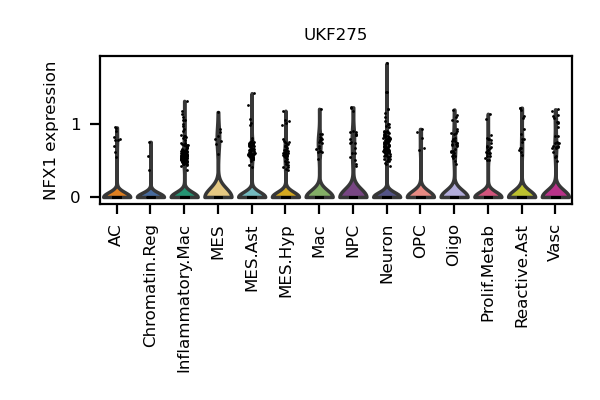 UKF275
NFX1 expression
1
0
AC
Chromatin.Reg
Inflammatory.Mac
MES
MES.Ast
MES.Hyp
Mac
NPC
Neuron
OPC
Oligo
Prolif.Metab
Reactive.Ast
Vasc